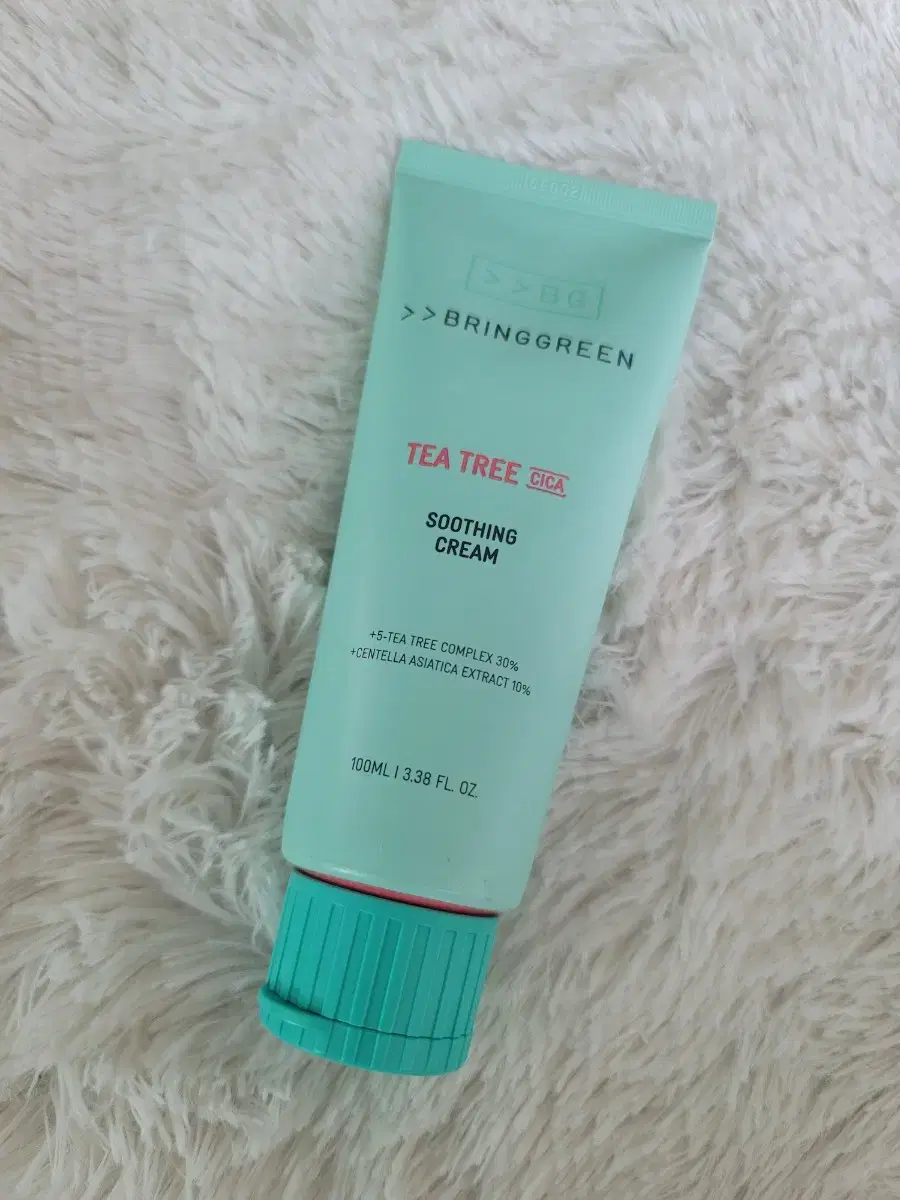 >>BG
>>BRINGGREEN
TEA TREE CICA
SOOTHING
CREAM
+5-TEA TREE COMPLEX 30%
+CENTELLA ASIATICA EXTRACT 10%
100ML I 3.38 FL. OZ.